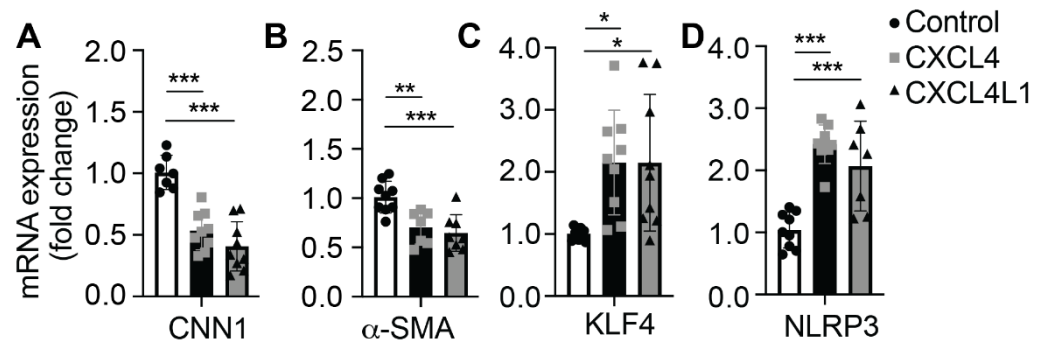 A
mRNA expression
(fold change)
2.0
1.5
1.0
0.5
0.0
***
***
CNN1
B
2.5
2.0
1.5
1.0
0.5
0.0
**
***
α-SMA
C
4.0
3.0
2.0
1.0
0.0
*
*
KLF4
D
4.0
3.0
2.0
1.0
0.0
***
***
NLRP3
Control
CXCL4
CXCL4L1